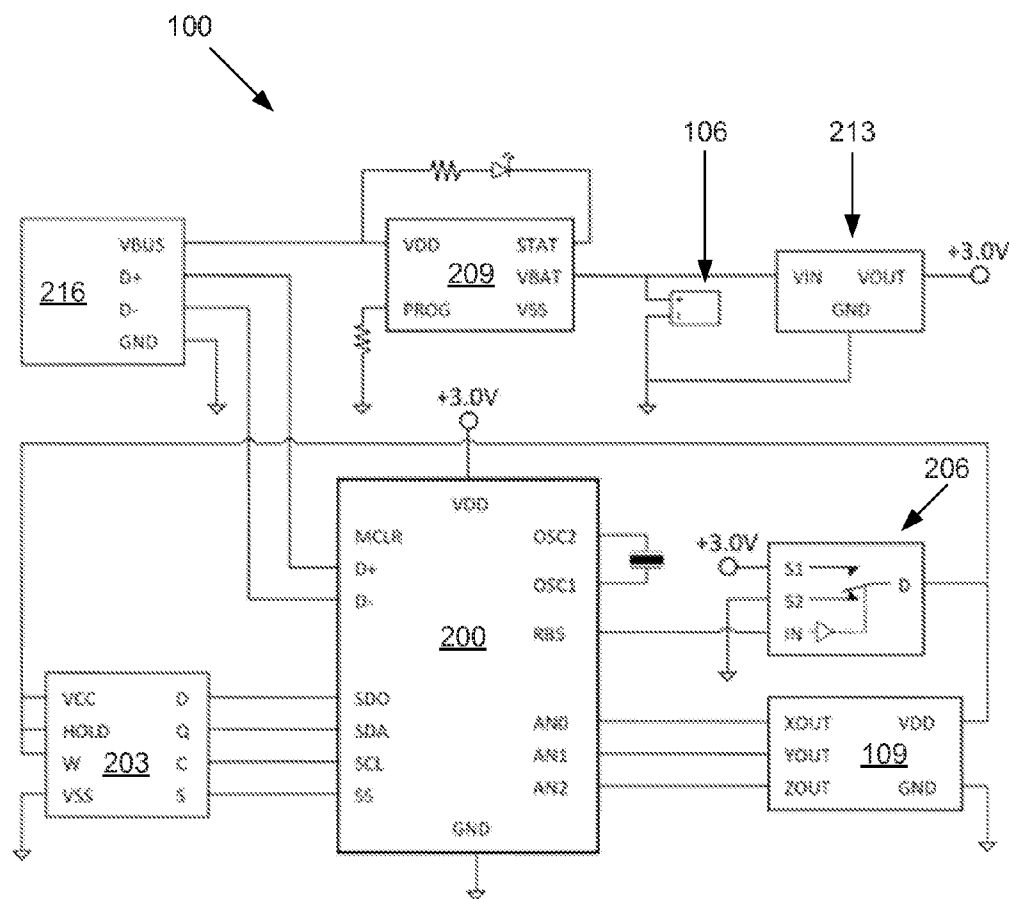 100
106
213
VBUS
D+
216
D-
GND
VDD
STAT
209
VBAT
PROG
VSS
VIN
VOUT
GND
+3.0V
+3.0V
206
VDD
MCLR
OSC2
D+
OSC1
D-
200
RB5
SDO
SDA
AN0
SCL
AN1
SS
AN2
GND
+3.0V
S1
S2
D
IN
VCC
D
HOLD
Q
W
203
C
VSS
S
XOUT
VDD
YOUT
109
ZOUT
GND